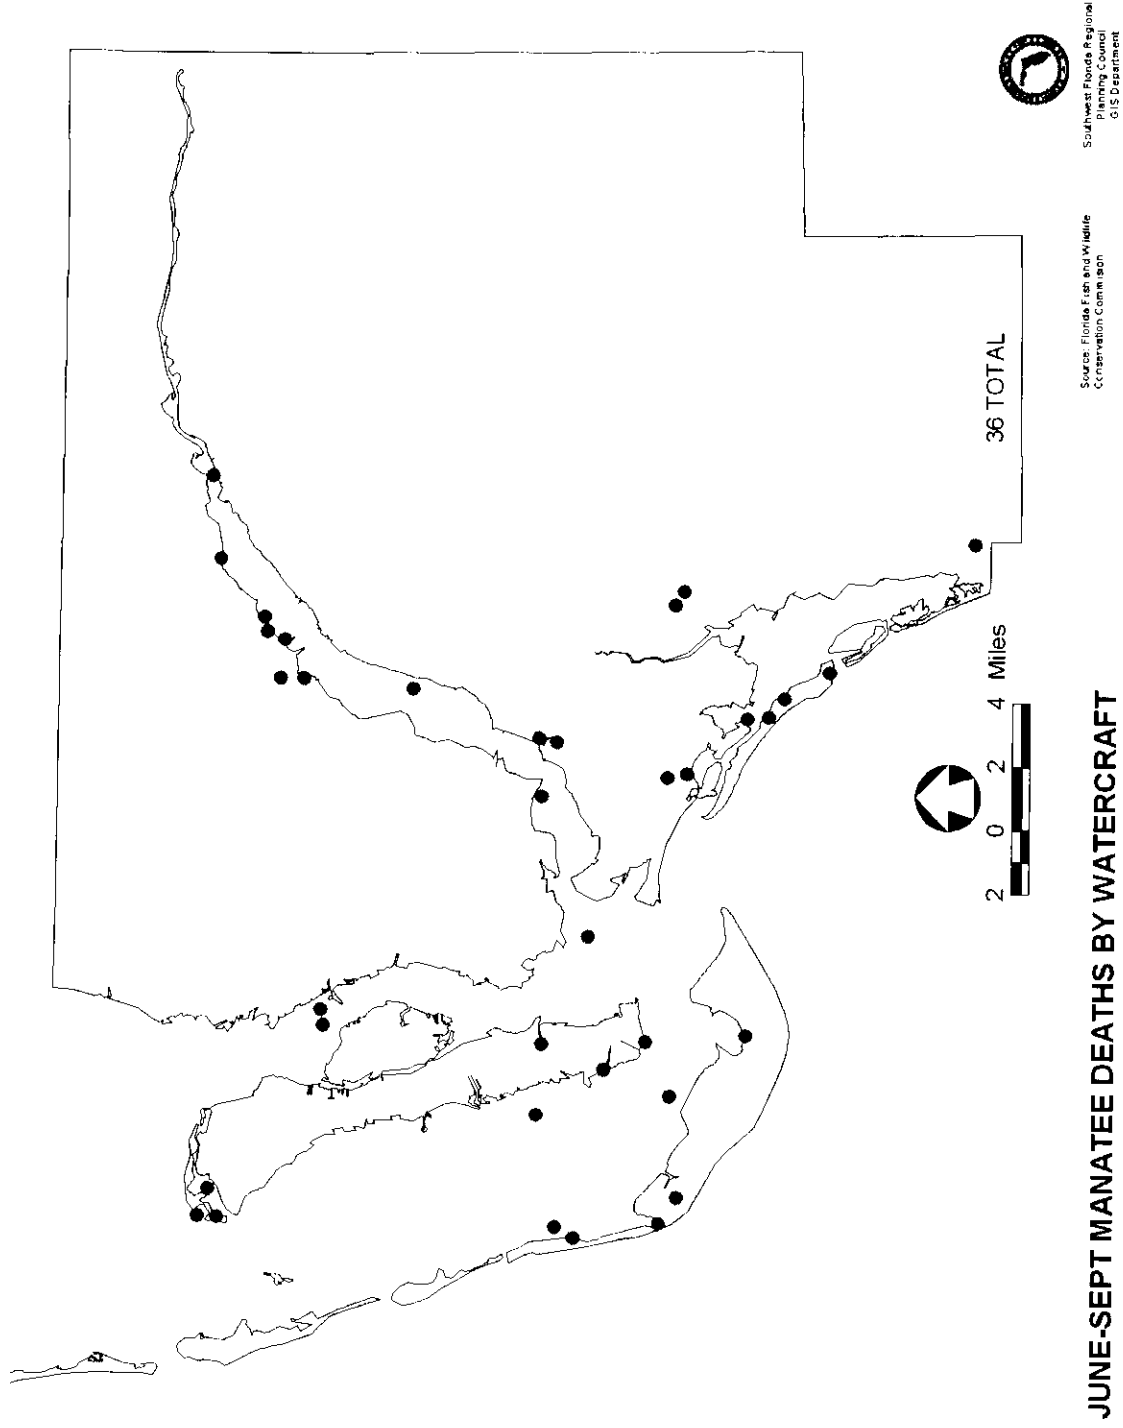 36 TOTAL
2 0 2 4 Miles
JUNE-SEPT MANATEE DEATHS BY WATERCRAFT
Source: Florida Fish and Wildlife
Conservation Commision
Southwest Florida Regional
Planning Council
GIS Department